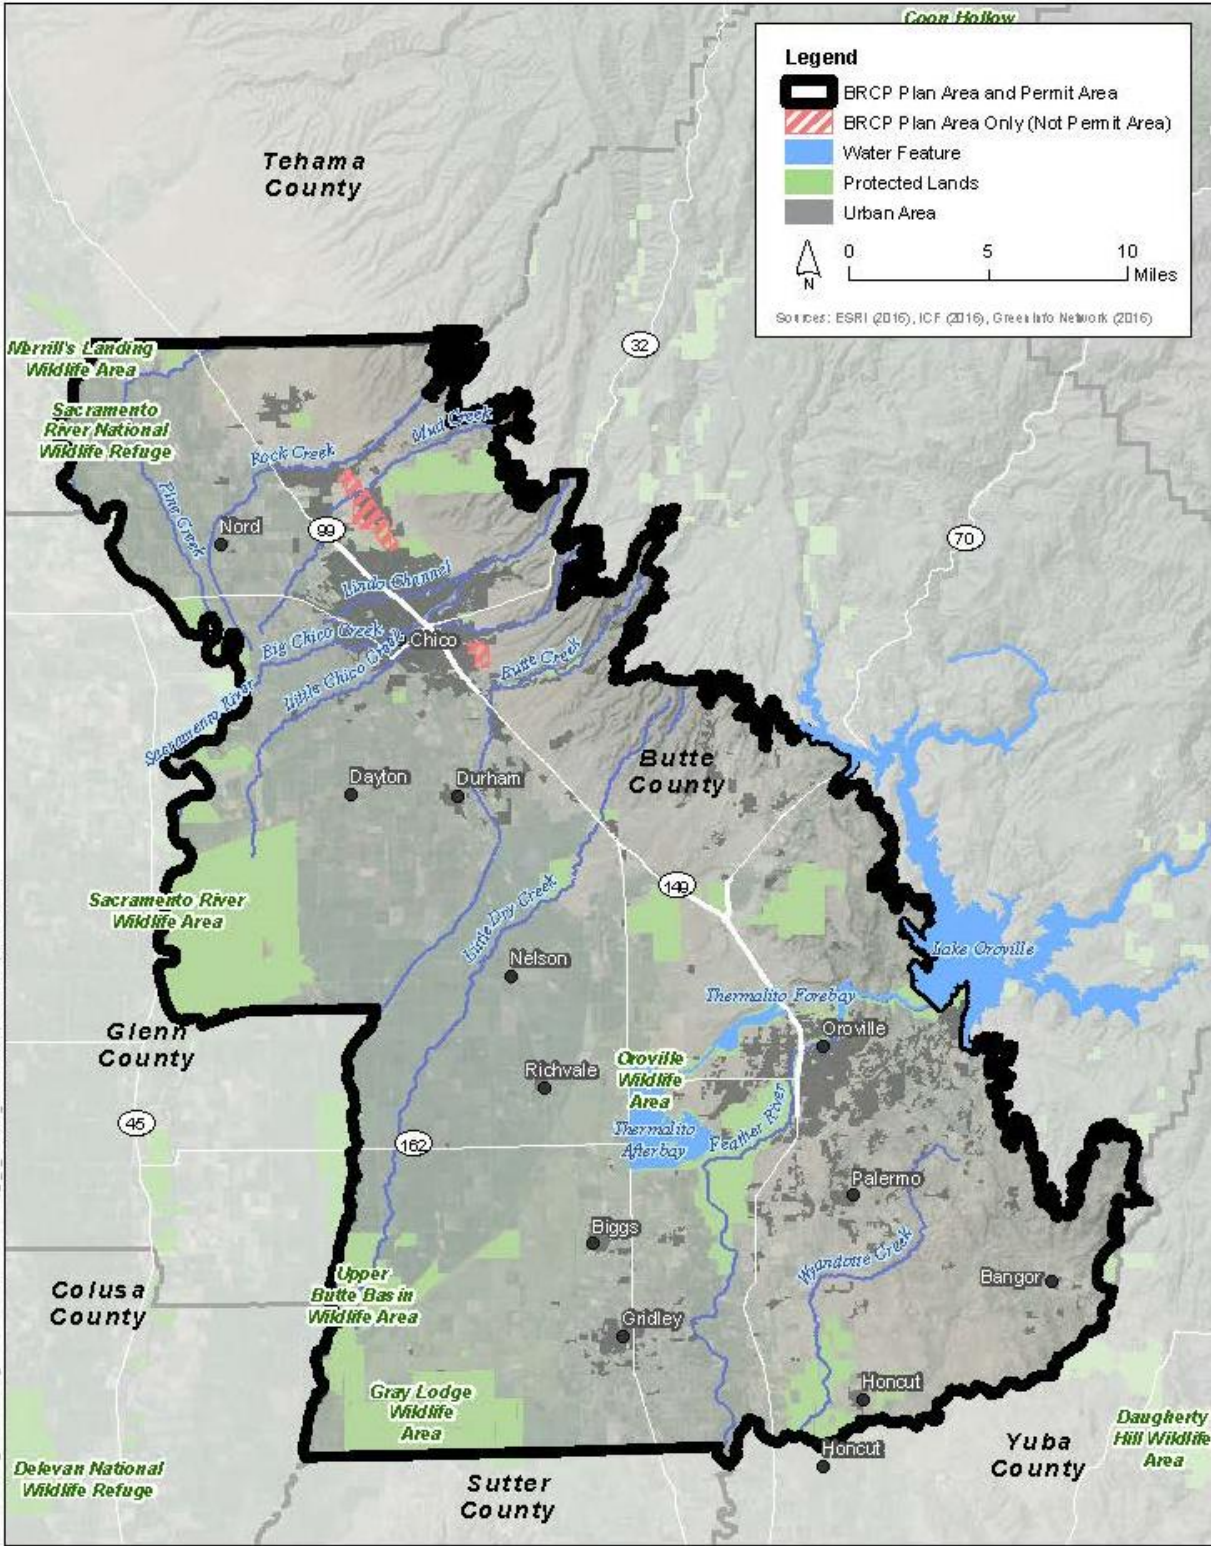 Coon Hollow
Legend
BRCP Plan Area and Permit Area
BRCP Plan Area Only (Not Permit Area)
Water Feature
Protected Lands
Urban Area
N
0 5 10
Miles
Sources: ESRI (2016), ICF (2016), GreenInfo Network (2016)
Tehama
County
32
Merrill's Landing
Wildlife Area
Sacramento
River National
Wildlife Refuge
Mud Creek
Rock Creek
Pine Creek
Nord
99
70
Lindo Channel
Big Chico Creek
Chico
Little Chico Creek
Butte Creek
Sacramento River
Butte
County
Dayton
Durham
149
Sacramento River
Wildlife Area
Little Dry Creek
Nelson
Lake Oroville
Thermalito Forebay
Glenn
County
Oroville
Oroville
Wildlife
Area
Richvale
45
162
Thermalito
Afterbay
Feather River
Palermo
Biggs
Wyandotte Creek
Bangor
Colusa
County
Upper
Butte Basin
Wildlife Area
Gridley
Gray Lodge
Wildlife
Area
Honcut
Honcut
Daugherty
Hill Wildlife
Area
Yuba
County
Delevan National
Wildlife Refuge
Sutter
County